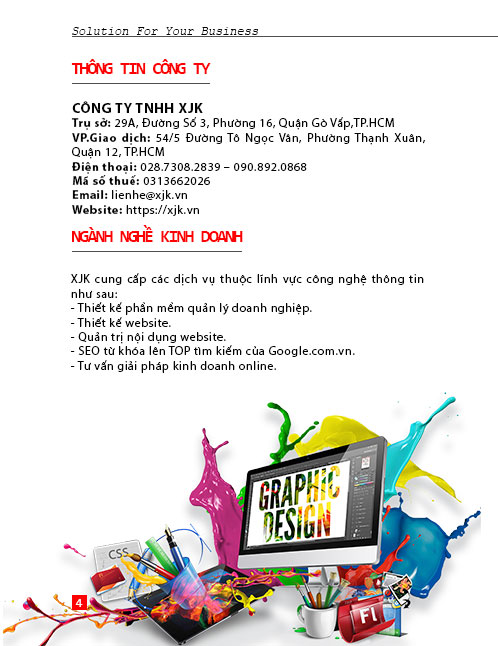 Solution For Your Business
THÔNG TIN CÔNG TY
CÔNG TY TNHH XJK
Trụ sở: 29A, Đường Số 3, Phường 16, Quận Gò Vấp,TP.HCM
VP.Giao dịch: 54/5 Đường Tô Ngọc Vân, Phường Thạnh Xuân,
Quận 12, TP.HCM
Điện thoại: 028.7308.2839 – 090.892.0868
Mã số thuế: 0313662026
Email: lienhe@xjk.vn
Website: https://xjk.vn
NGÀNH NGHỀ KINH DOANH
XJK cung cấp các dịch vụ thuộc lĩnh vực công nghệ thông tin
như sau:
- Thiết kế phần mềm quản lý doanh nghiệp.
- Thiết kế website.
- Quản trị nội dụng website.
- SEO từ khóa lên TOP tìm kiếm của Google.com.vn.
- Tư vấn giải pháp kinh doanh online.
GRAPHIC
DESIGN
CSS
4
Fl